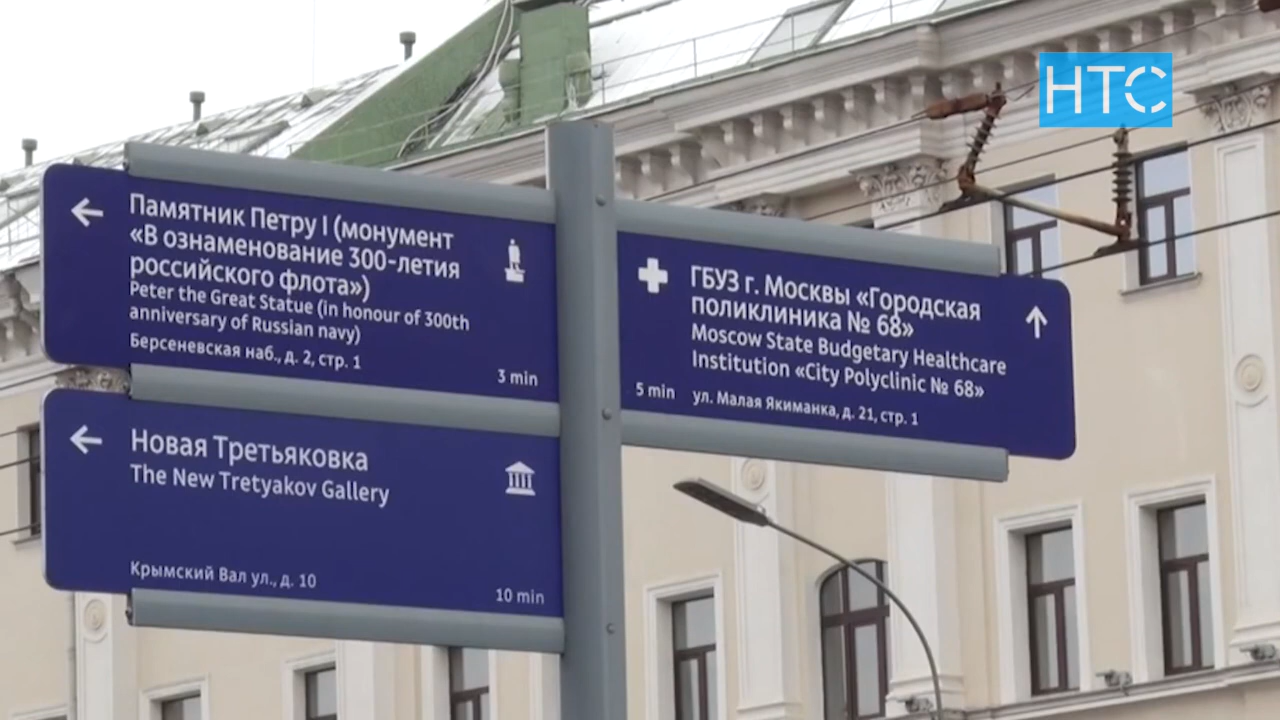 НТС
Памятник Петру I (монумент
«В ознаменование 300-летия
российского флота»)
Peter the Great Statue (in honour of 300th
anniversary of Russian navy)
Берсеневская наб., д. 2, стр. 1
3 min
Новая Третьяковка
The New Tretyakov Gallery
Крымский Вал ул., д. 10
10 min
ГБУЗ г. Москвы «Городская
поликлиника № 68»
Moscow State Budgetary Healthcare
Institution «City Polyclinic № 68»
5 min ул. Малая Якиманка, д. 21, стр. 1